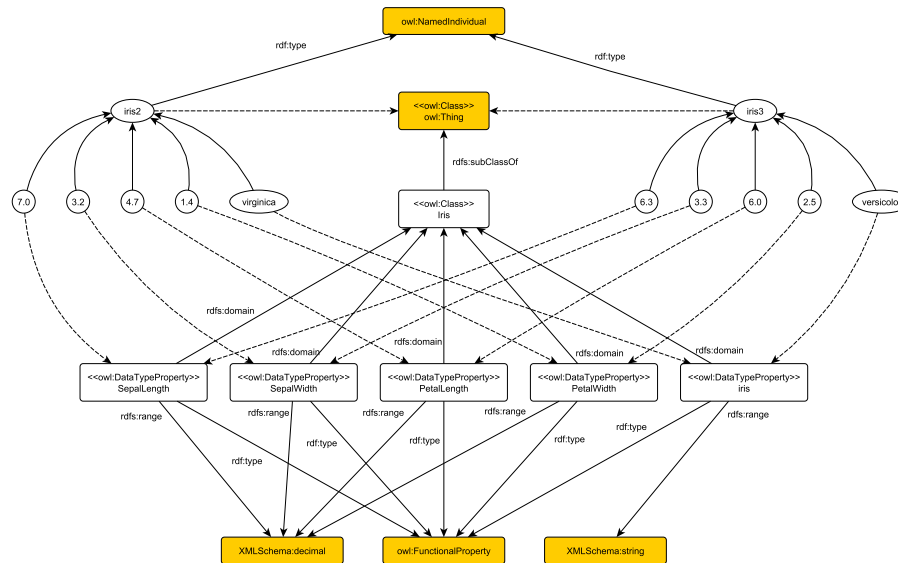 owl:NamedIndividual
rdf:type
rdf:type
iris2
<<owl:Class>>
owl:Thing
iris3
rdfs:subClassOf
7.0
3.2
4.7
1.4
virginica
<<owl:Class>>
Iris
6.3
3.3
6.0
2.5
versicolo
rdfs:domain
rdfs:domain
rdfs:domain
rdfs:domain
rdfs:domain
<<owl:DataTypeProperty>>
SepalLength
<<owl:DataTypeProperty>>
SepalWidth
<<owl:DataTypeProperty>>
PetalLength
<<owl:DataTypeProperty>>
PetalWidth
<<owl:DataTypeProperty>>
iris
rdfs:range
rdfs:range
rdfs:range
rdfs:range
rdfs:range
rdf:type
rdf:type
rdf:type
rdf:type
rdf:type
XMLSchema:decimal
owl:FunctionalProperty
XMLSchema:string